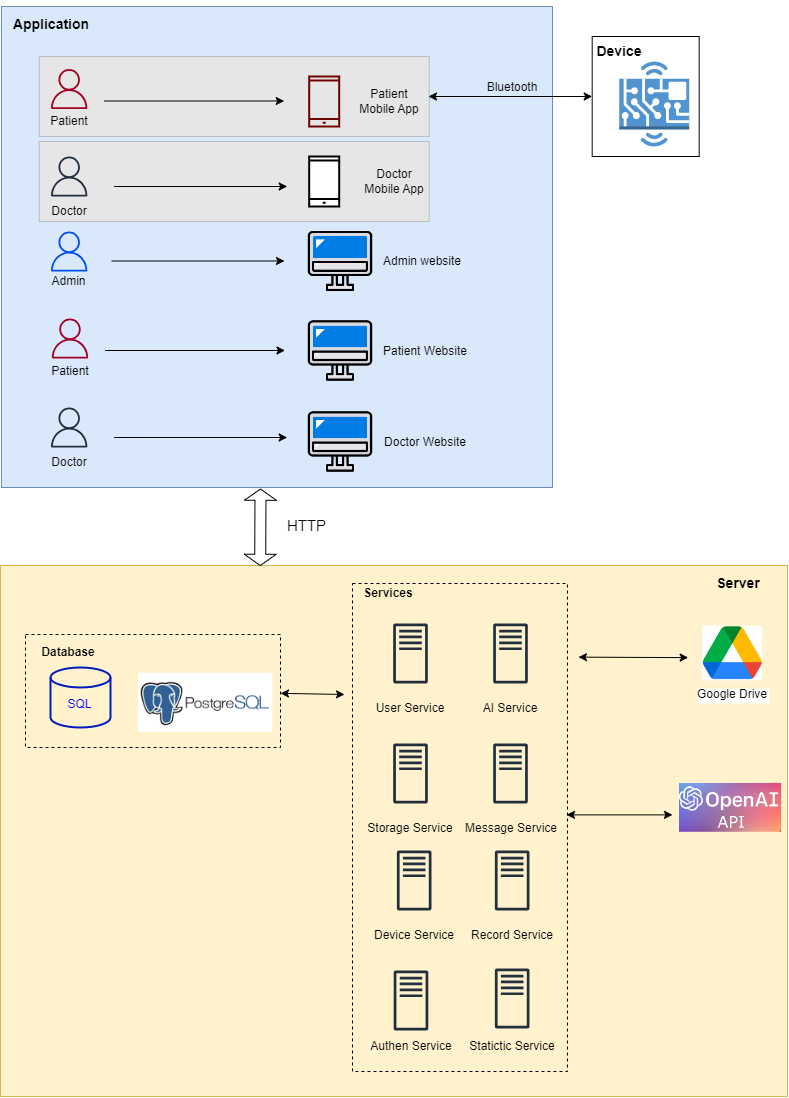 Application
Device
Patient
Patient
Mobile App
Bluetooth
Doctor
Doctor
Mobile App
Admin
Admin website
Patient
Patient Website
Doctor
Doctor Website
HTTP
Server
Services
Database
SQL
PostgreSQL
User Service
AI Service
Google Drive
Storage Service
Message Service
OpenAI
API
Device Service
Record Service
Authen Service
Statictic Service